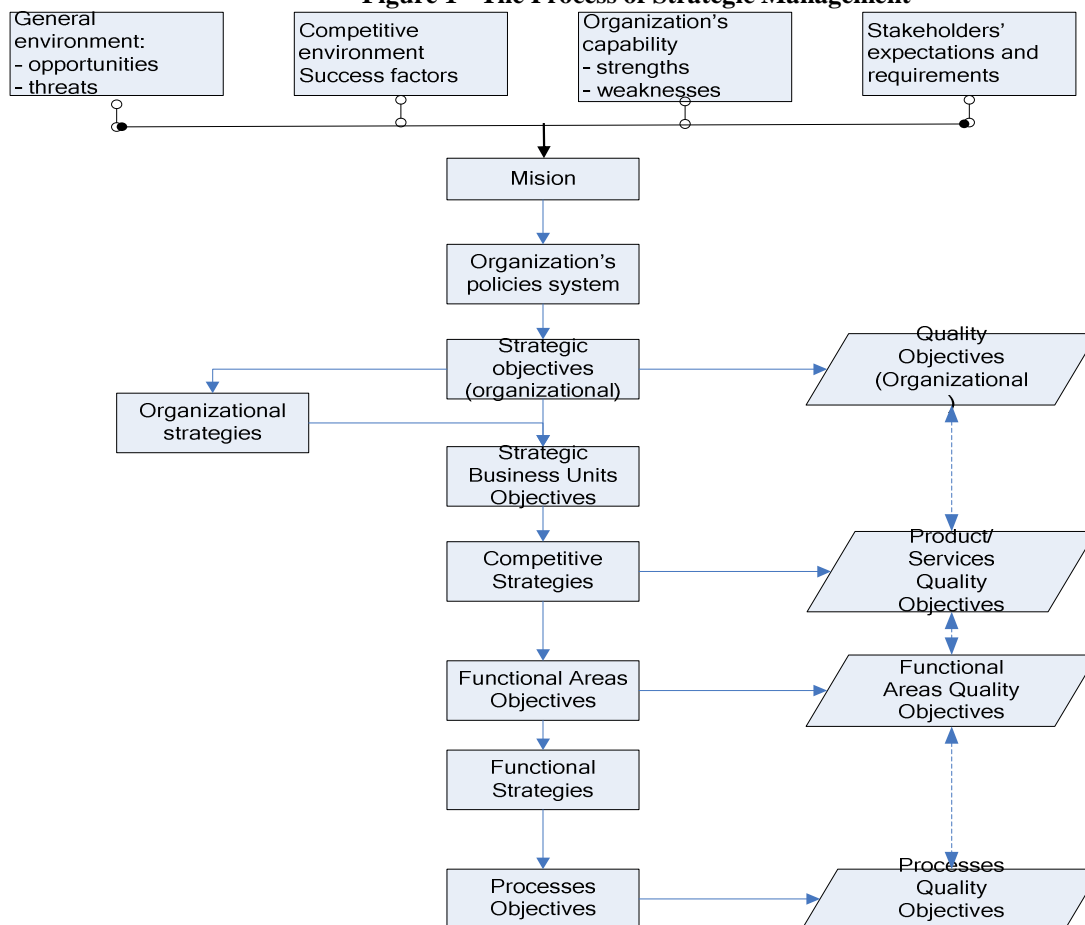 Figure 1 - The Process of Strategic Management
General
environment:
- opportunities
- threats
Competitive
environment
Success factors
Organization’s
capability
- strengths
- weaknesses
Stakeholders’
expectations and
requirements
Mision
Organization’s
policies system
Strategic
objectives
(organizational)
Quality
Objectives
(Organizational
)
Organizational
strategies
Strategic
Business Units
Objectives
Competitive
Strategies
Product/
Services
Quality
Objectives
Functional Areas
Objectives
Functional
Areas Quality
Objectives
Functional
Strategies
Processes
Objectives
Processes
Quality
Objectives